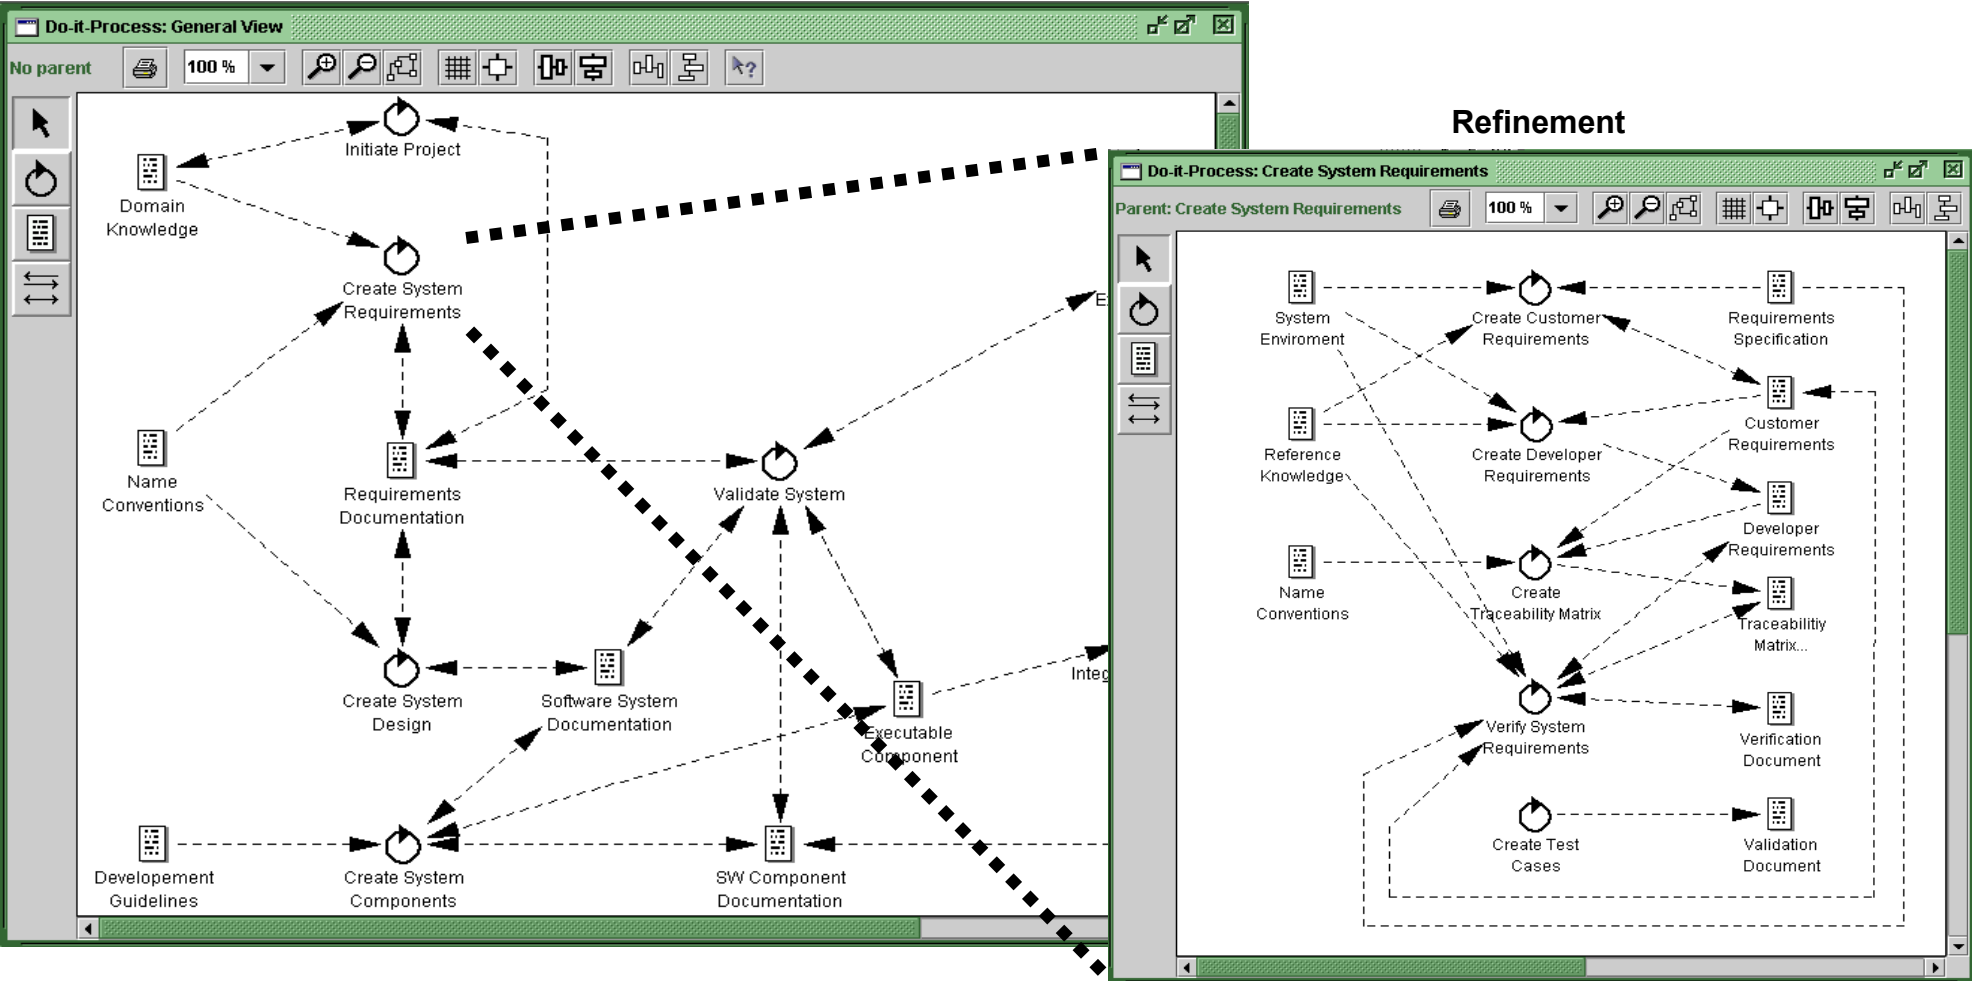 Do-it-Process: General View
No parent
100 %
Initiate Project
Domain
Knowledge
Create System
Requirements
Name
Conventions
Requirements
Documentation
Validate System
Create System
Design
Software System
Documentation
Executable
Component
Integ
Developement
Guidelines
Create System
Components
SW Component
Documentation
Refinement
Do-it-Process: Create System Requirements
Parent: Create System Requirements
100 %
System
Enviroment
Create Customer
Requirements
Requirements
Specification
Customer
Requirements
Reference
Knowledge
Create Developer
Requirements
Developer
Requirements
Name
Conventions
Create
Traceability Matrix
Traceabilitiy
Matrix...
Verify System
Requirements
Verification
Document
Create Test
Cases
Validation
Document